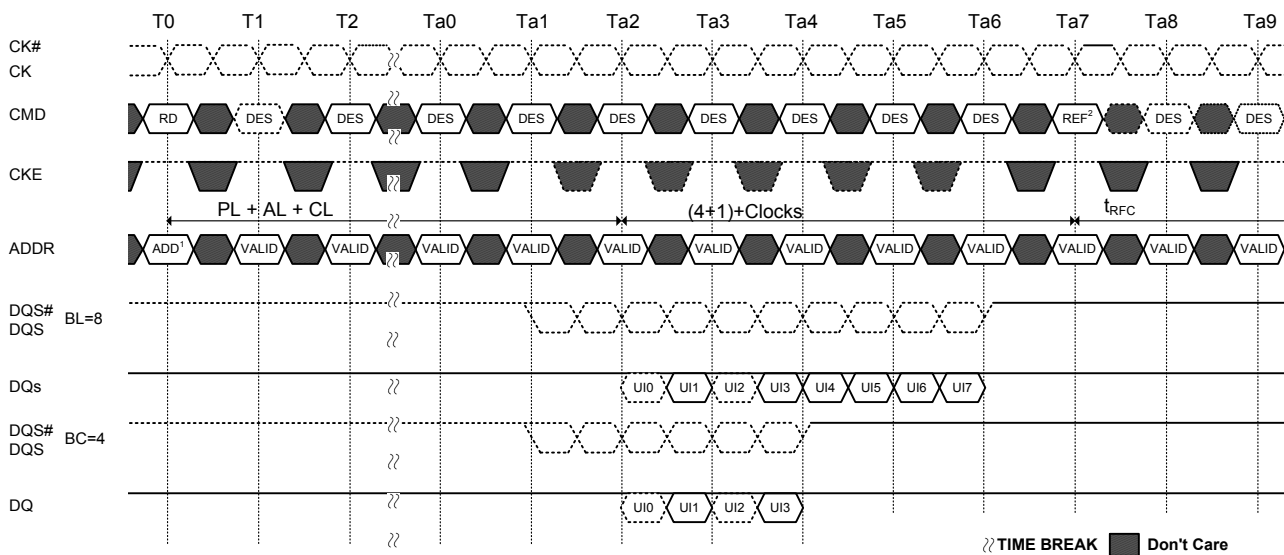 T0 T1 T2 Ta0 Ta1 Ta2 Ta3 Ta4 Ta5 Ta6 Ta7 Ta8 Ta9
CK#
CK
CMD RD DES DES DES DES DES DES DES DES DES REF² DES DES
CKE
PL + AL + CL (4+1)+Clocks tRFC
ADDR ADD¹ VALID VALID VALID VALID VALID VALID VALID VALID VALID VALID VALID VALID
DQS# BL=8
DQS
DQs UI0 UI1 UI2 UI3 UI4 UI5 UI6 UI7
DQS# BC=4
DQS
DQ UI0 UI1 UI2 UI3
TIME BREAK Don't Care